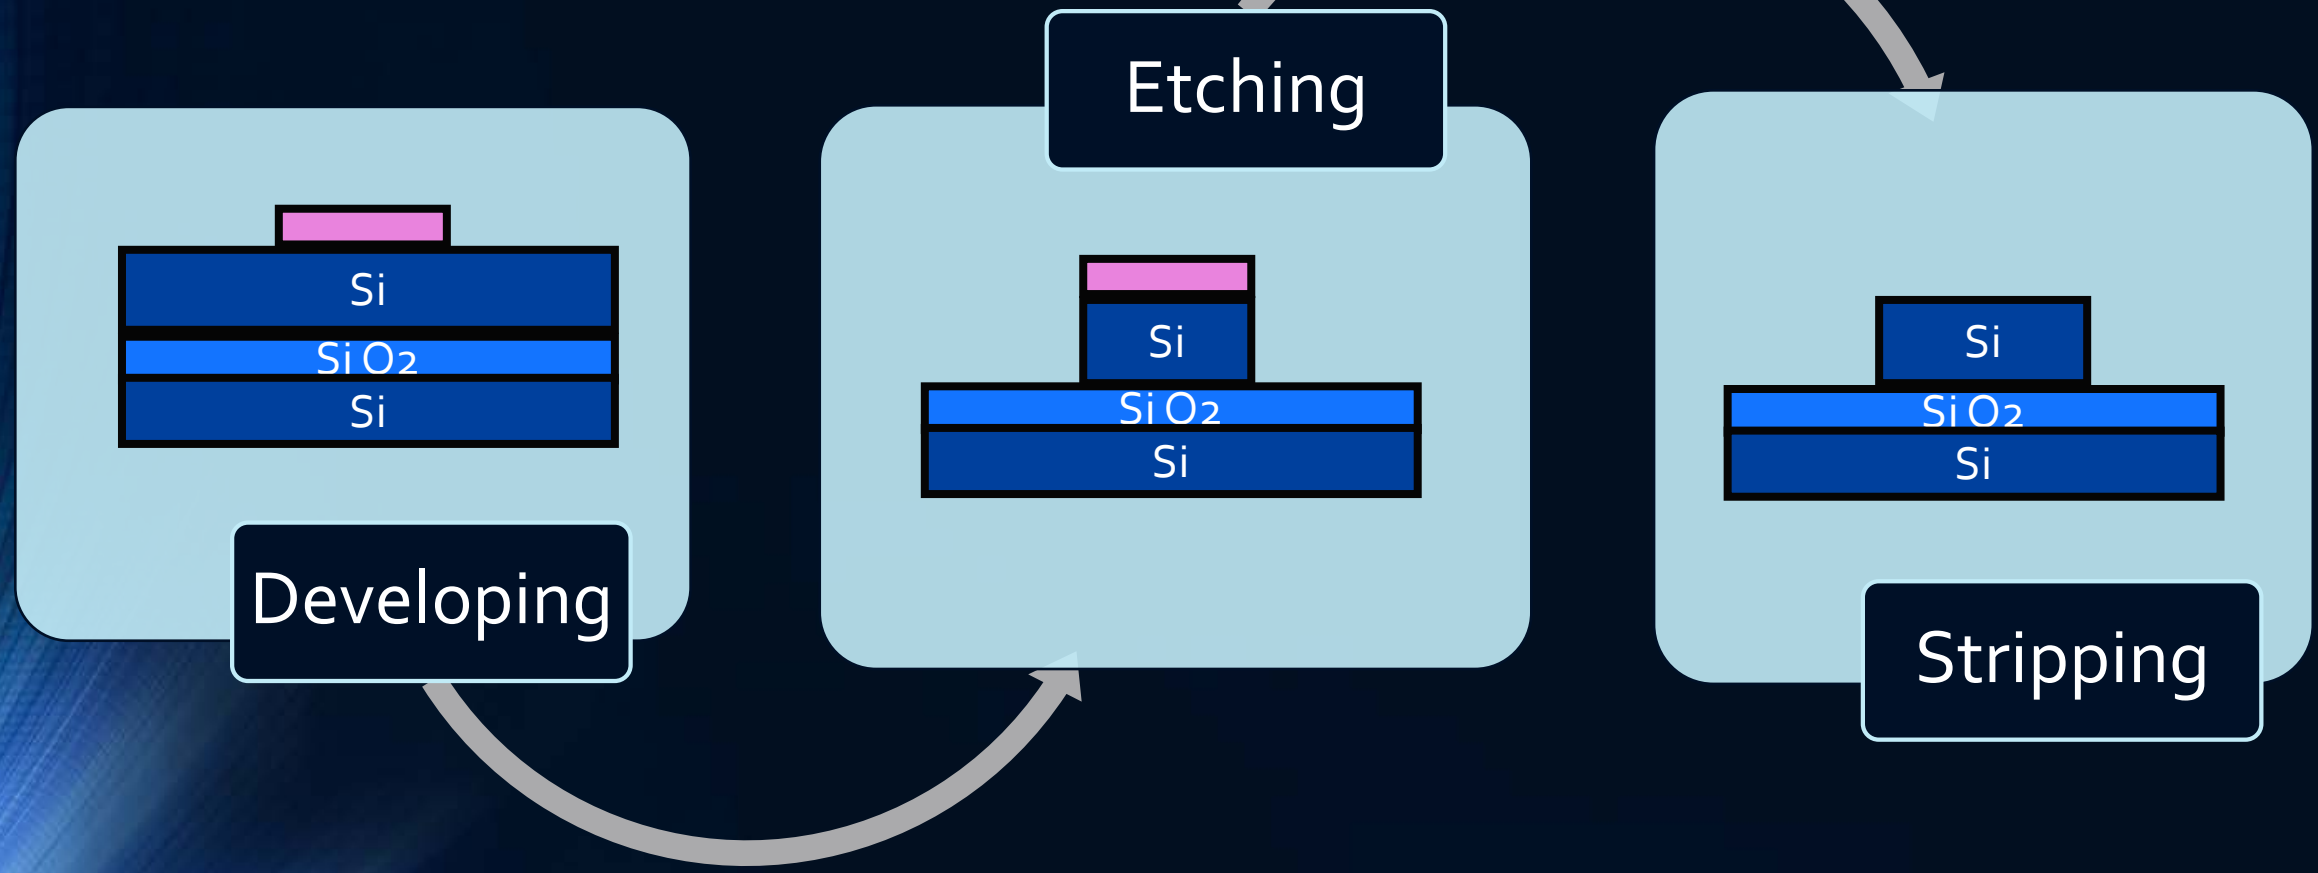 Si
Si O2
Si
Developing
Etching
Si
Si O2
Si
Si
Si O2
Si
Stripping